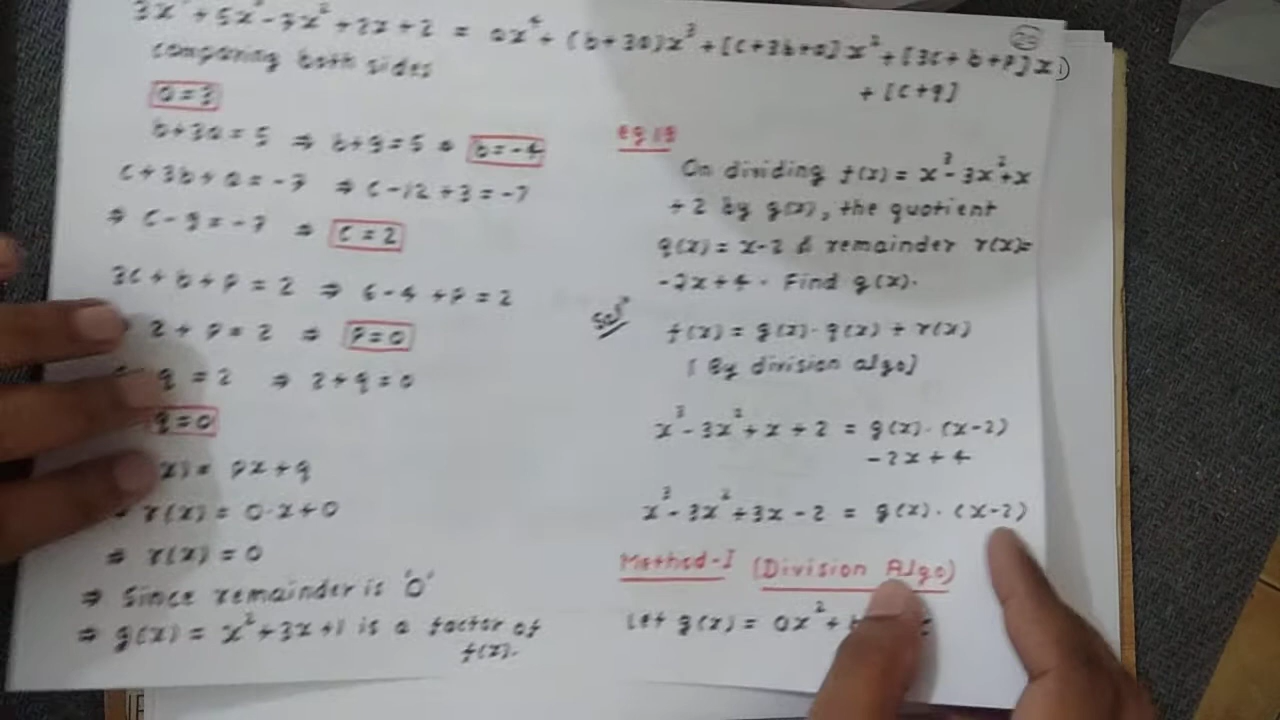 3x⁴ + 5x³ - 7x² + 2x + 2 = ax⁴ + (b+3a)x³ + [c+3b+a]x² + [3c+b+p]x
+ [c+q]
comparing both sides
a=3
b+3a=5 ⇒ b+9=5 ⇒ b=-4
c+3b+a=-7 ⇒ c-12+3=-7
⇒ c-9=-7 ⇒ c=2
3c+b+p=2 ⇒ 6-4+p=2
2+p=2 ⇒ p=0
q=2 ⇒ 2+q=0
q=0
x)= px+q
⇒ r(x)=0·x+0
⇒ r(x)=0
⇒ Since remainder is '0'
⇒ g(x)= x²+3x+1 is a factor of
f(x).
eg 19
On dividing f(x)= x³-3x²+x
+2 by g(x), the quotient
q(x)= x-2 & remainder r(x)=
-2x+4. Find g(x).
Solⁿ
f(x)= g(x)·q(x)+r(x)
[By division algo]
x³-3x²+x+2 = g(x)·(x-2)
-2x+4
x³-3x²+3x-2 = g(x)·(x-2)
Method-I (Division Algo)
Let g(x)= ax²+